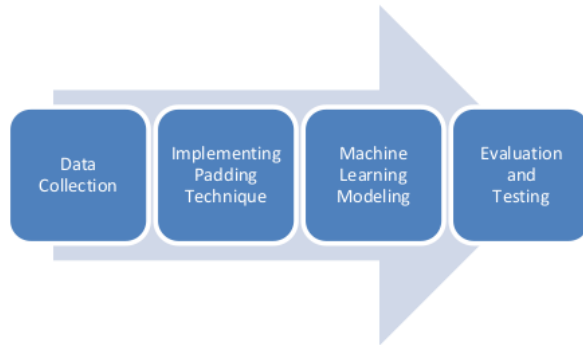 Data
Collection
Implementing
Padding
Technique
Machine
Learning
Modeling
Evaluation
and
Testing